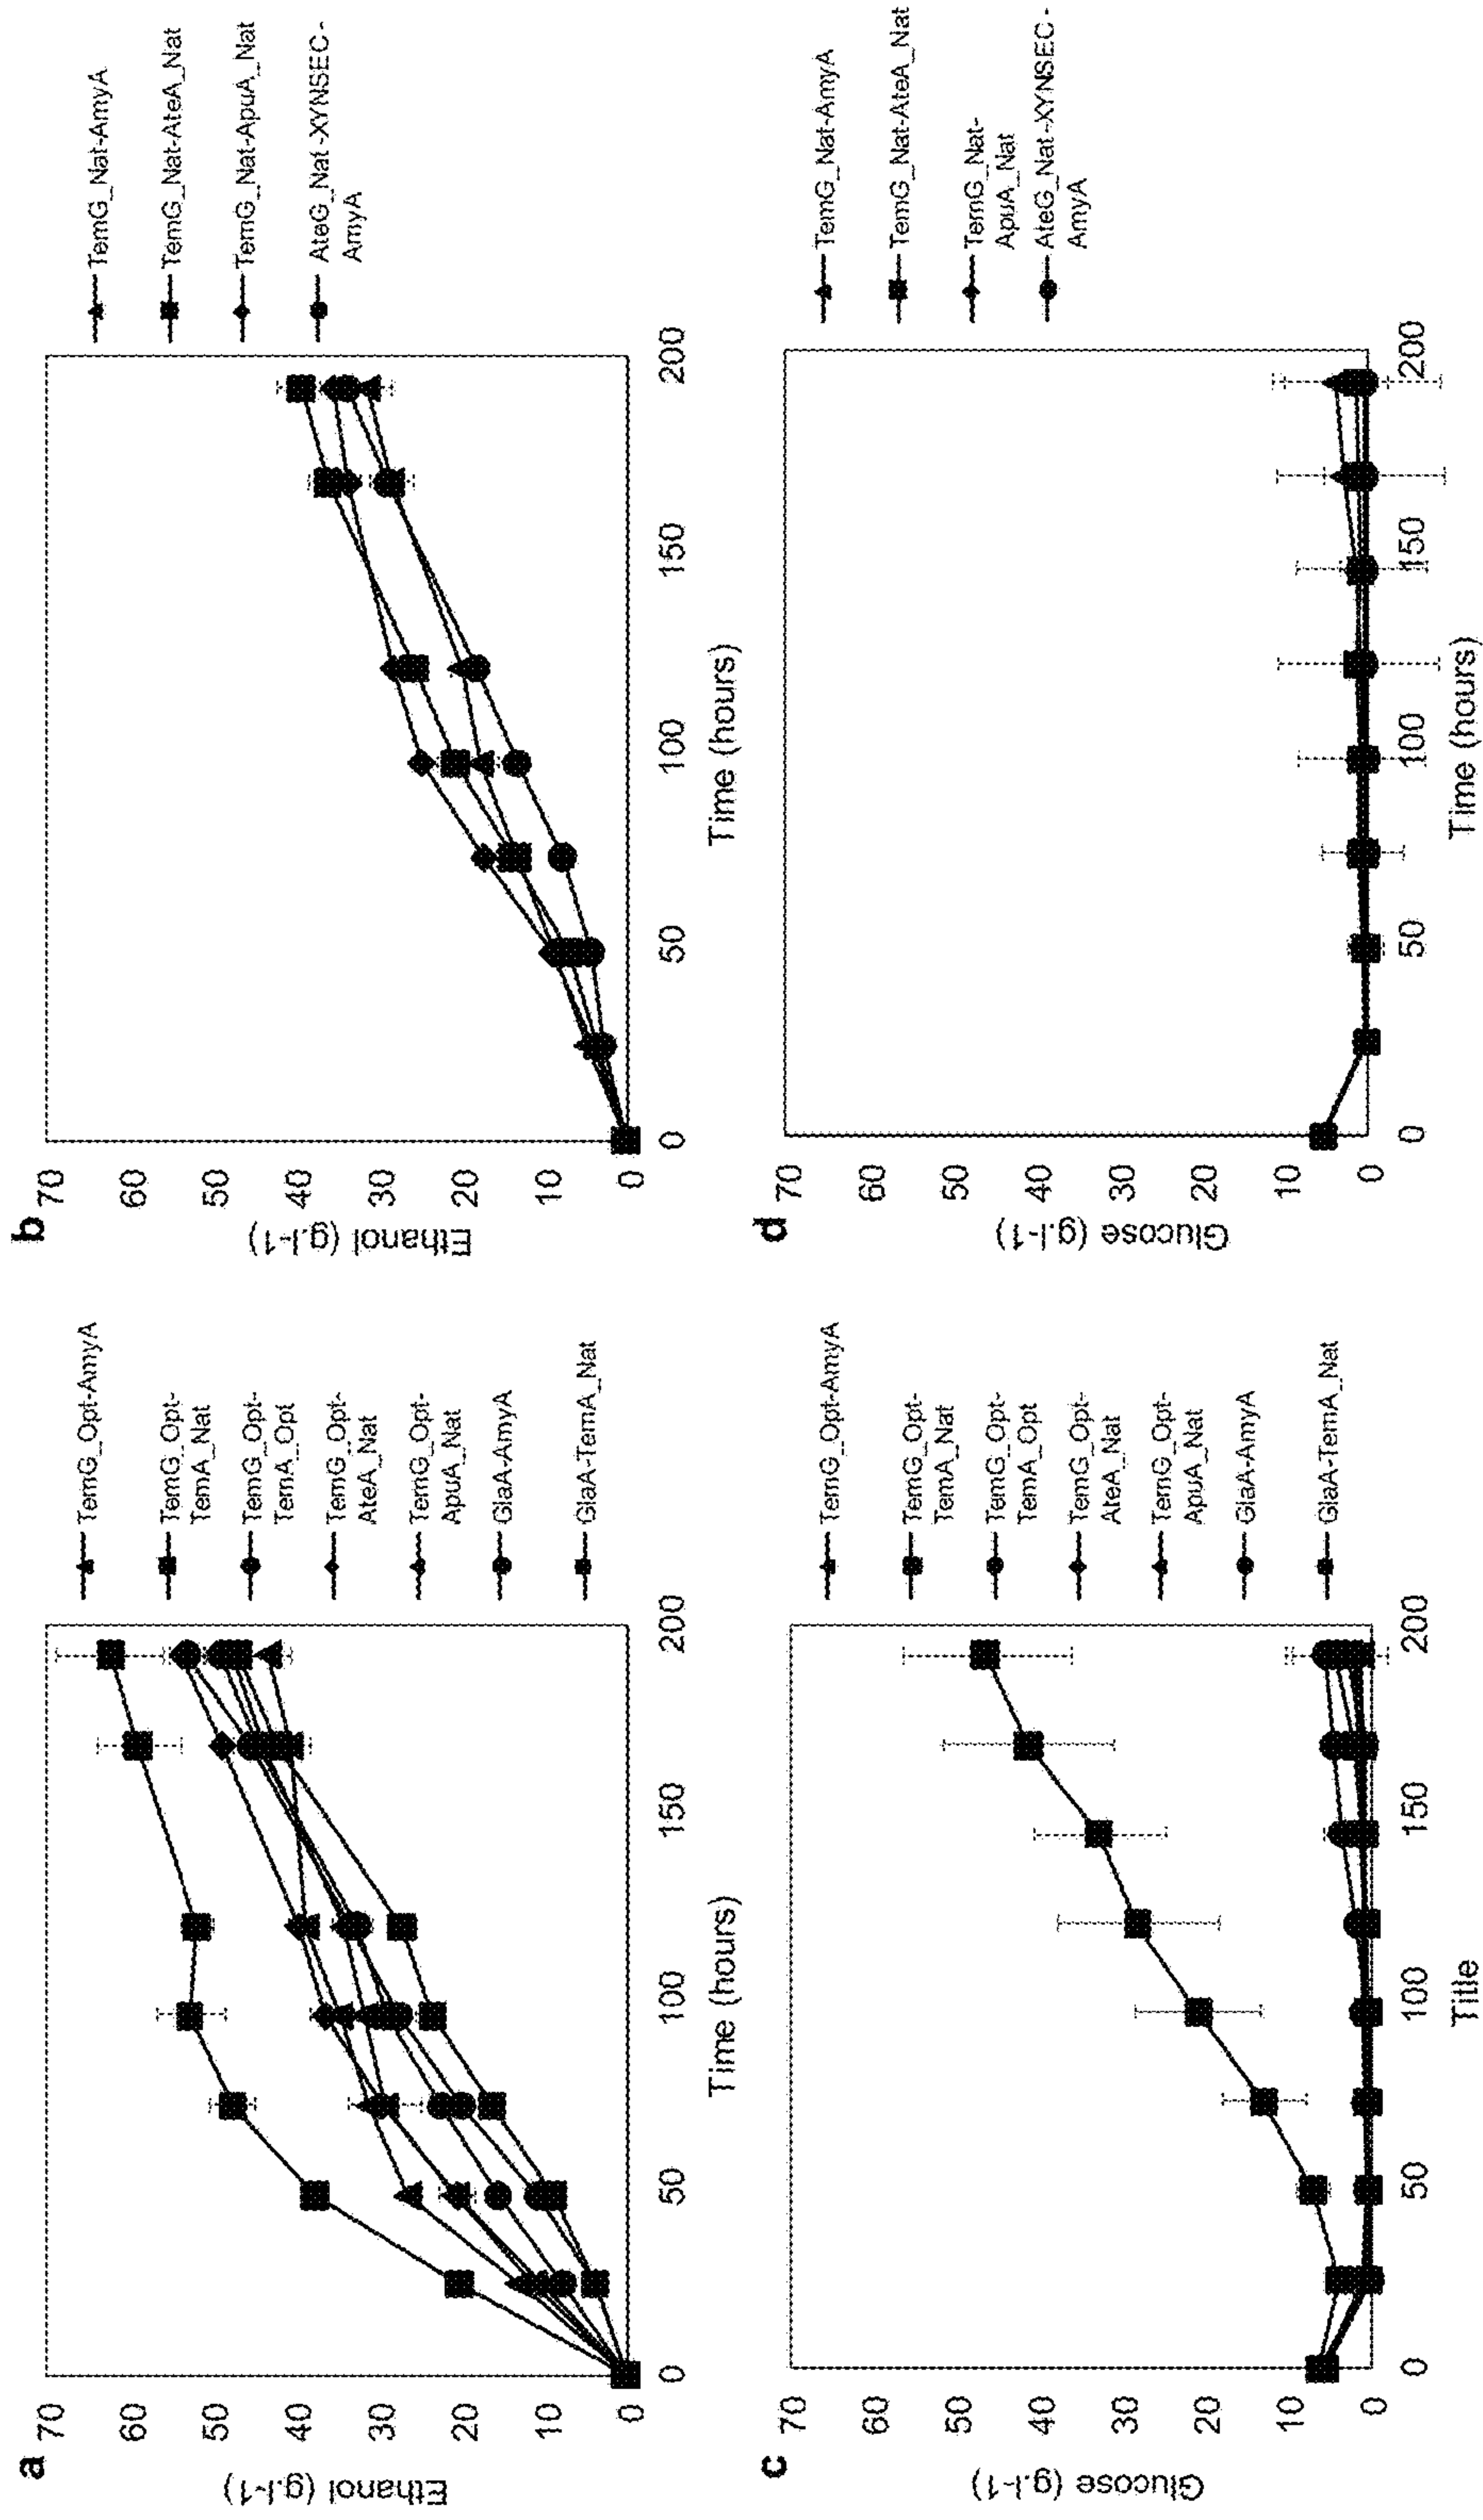 a
70
60
50
40
30
20
10
0
Ethanol (g.l-1)
0
50
100
150
200
Time (hours)
TemG_Opt-AmyA
TemG_Opt-
TemA_Nat
TemG_Opt-
TemA_Opt
TemG_Opt-
AteA_Nat
TemG_Opt-
ApuA_Nat
GlaA-AmyA
GlaA-TemA_Nat
b
70
60
50
40
30
20
10
0
Ethanol (g.l-1)
0
50
100
150
200
Time (hours)
TemG_Nat-AmyA
TemG_Nat-AteA_Nat
TemG_Nat-ApuA_Nat
AteG_Nat-XYNSEC-
AmyA
c
70
60
50
40
30
20
10
0
Glucose (g.l-1)
0
50
100
150
200
Title
TemG_Opt-AmyA
TemG_Opt-
TemA_Nat
TemG_Opt-
TemA_Opt
TemG_Opt-
AteA_Nat
TemG_Opt-
ApuA_Nat
GlaA-AmyA
GlaA-TemA_Nat
d
70
60
50
40
30
20
10
0
Glucose (g.l-1)
0
50
100
150
200
Time (hours)
TemG_Nat-AmyA
TemG_Nat-AteA_Nat
TemG_Nat-
ApuA_Nat
AteG_Nat-XYNSEC-
AmyA